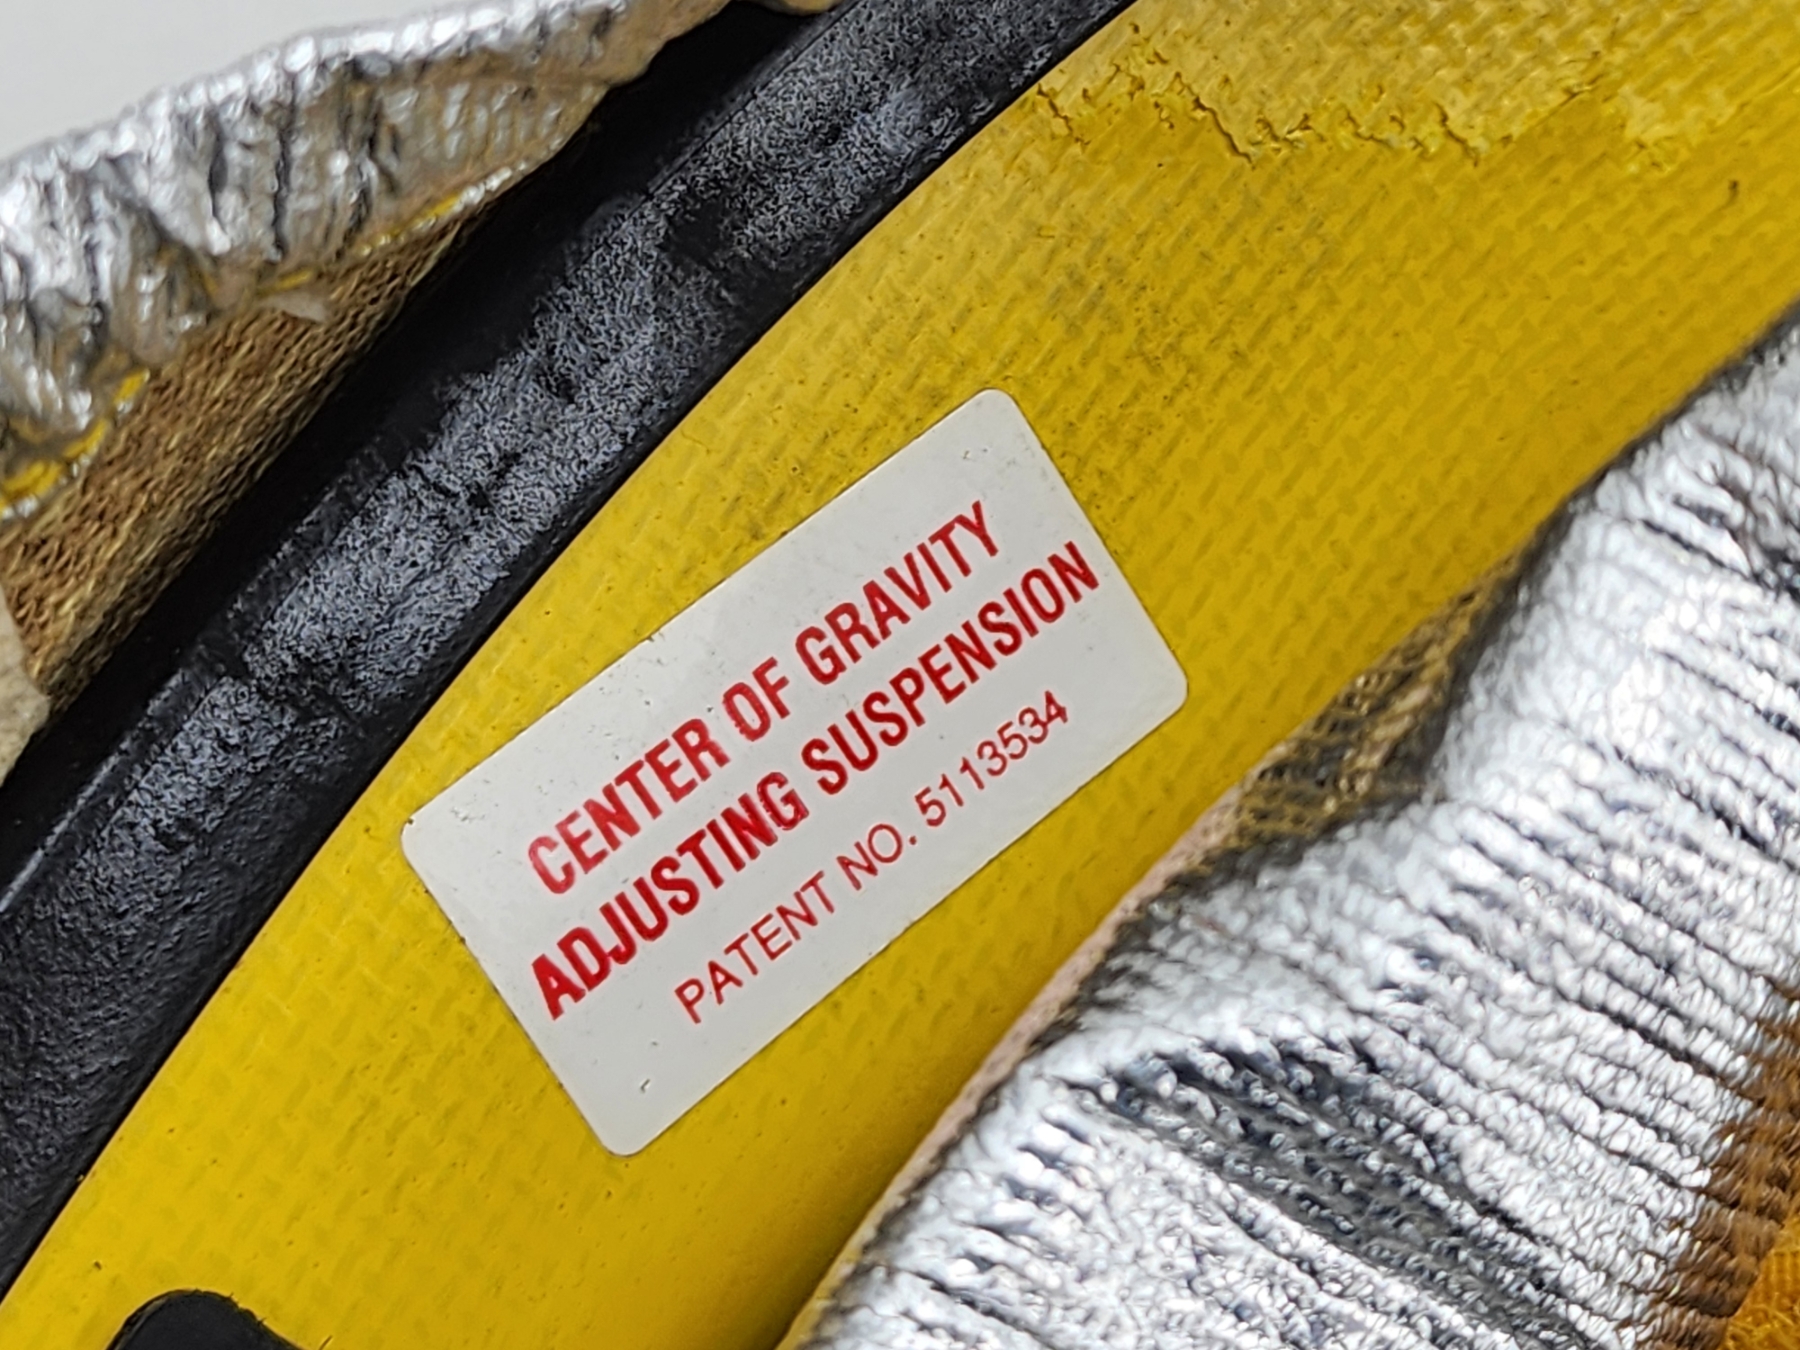 CENTER OF GRAVITY
ADJUSTING SUSPENSION
PATENT NO. 5113534